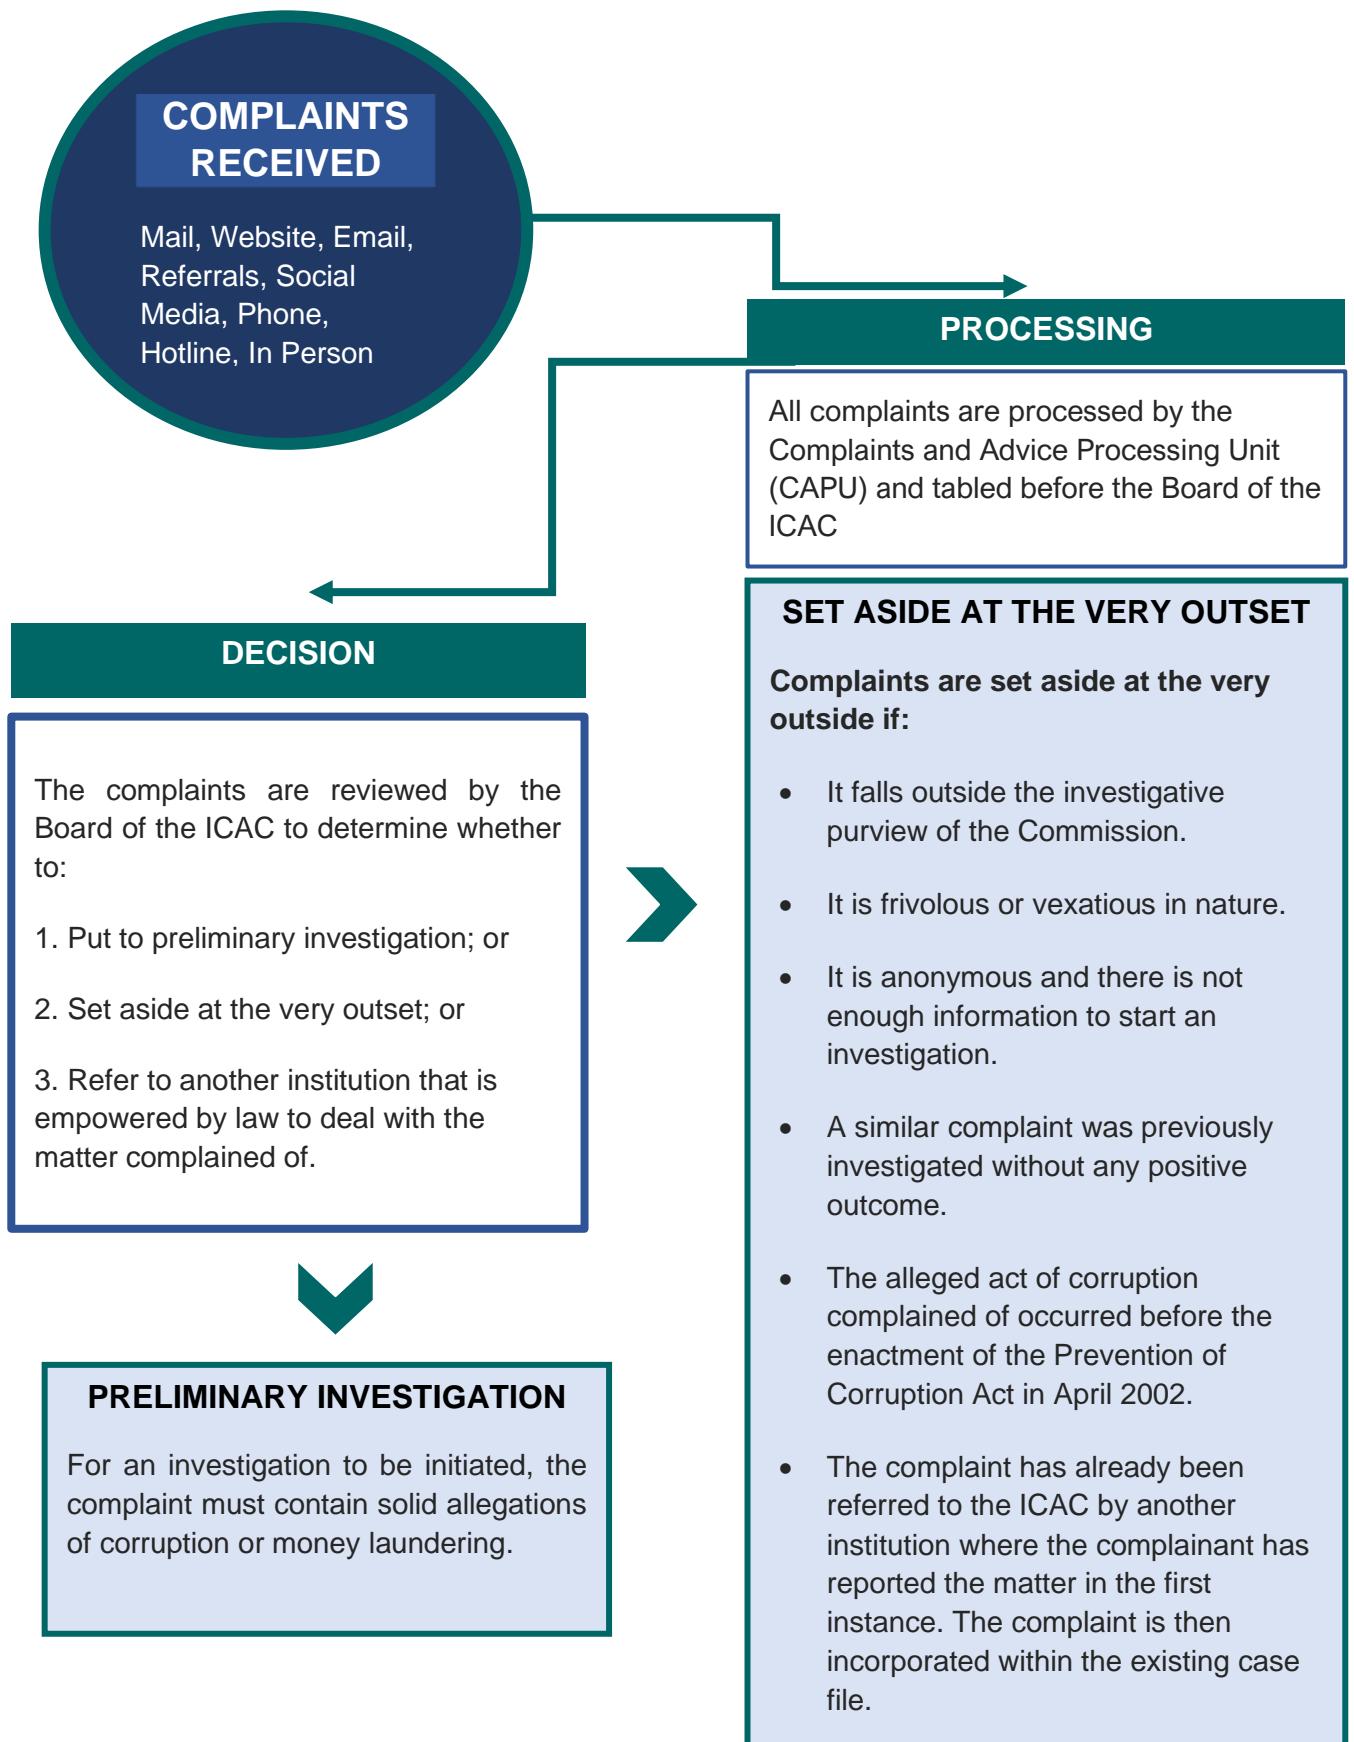 COMPLAINTS
RECEIVED
Mail, Website, Email,
Referrals, Social
Media, Phone,
Hotline, In Person
PROCESSING
All complaints are processed by the
Complaints and Advice Processing Unit
(CAPU) and tabled before the Board of the
ICAC
DECISION
The complaints are reviewed by the
Board of the ICAC to determine whether
to:
1. Put to preliminary investigation; or
2. Set aside at the very outset; or
3. Refer to another institution that is
empowered by law to deal with the
matter complained of.
SET ASIDE AT THE VERY OUTSET
Complaints are set aside at the very
outside if:
• It falls outside the investigative
purview of the Commission.
• It is frivolous or vexatious in nature.
• It is anonymous and there is not
enough information to start an
investigation.
• A similar complaint was previously
investigated without any positive
outcome.
• The alleged act of corruption
complained of occurred before the
enactment of the Prevention of
Corruption Act in April 2002.
• The complaint has already been
referred to the ICAC by another
institution where the complainant has
reported the matter in the first
instance. The complaint is then
incorporated within the existing case
file.
PRELIMINARY INVESTIGATION
For an investigation to be initiated, the
complaint must contain solid allegations
of corruption or money laundering.